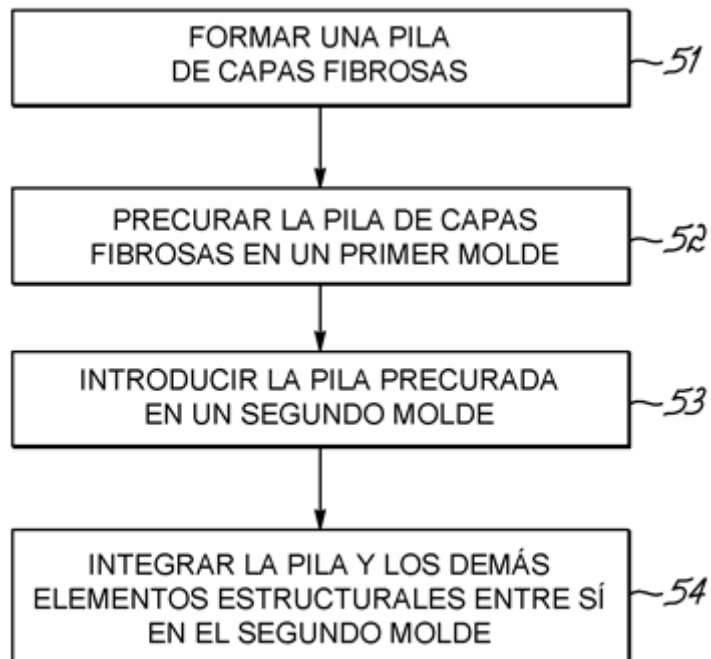 FORMAR UNA PILA
DE CAPAS FIBROSAS
51
PRECURAR LA PILA DE CAPAS
FIBROSAS EN UN PRIMER MOLDE
52
INTRODUCIR LA PILA PRECURADA
EN UN SEGUNDO MOLDE
53
INTEGRAR LA PILA Y LOS DEMÁS
ELEMENTOS ESTRUCTURALES ENTRE SÍ
EN EL SEGUNDO MOLDE
54